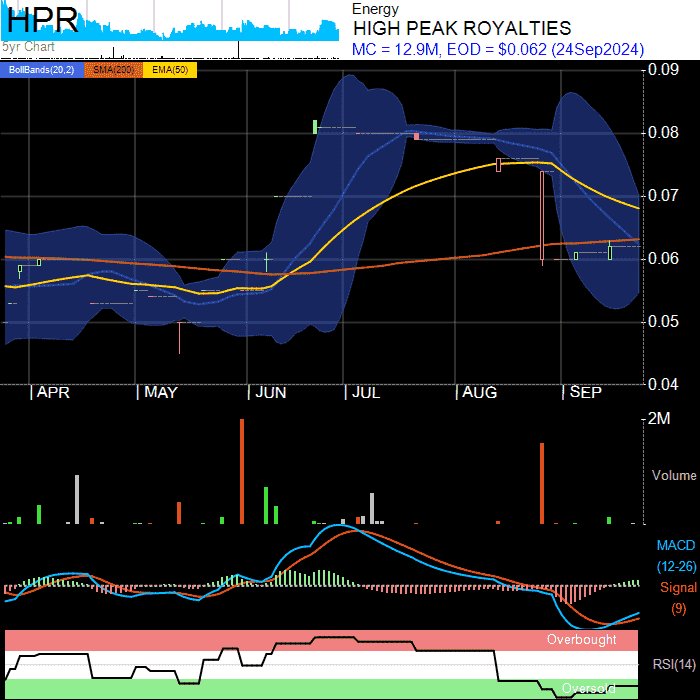 HPR
5yr Chart
Energy
HIGH PEAK ROYALTIES
MC = 12.9M, EOD = $0.062 (24Sep2024)
BollBands(20,2) SMA(200) EMA(50)
0.09
0.08
0.07
0.06
0.05
0.04
APR MAY JUN JUL AUG SEP
2M
Volume
MACD
(12-26)
Signal
(9)
Overbought
RSI(14)
Oversold